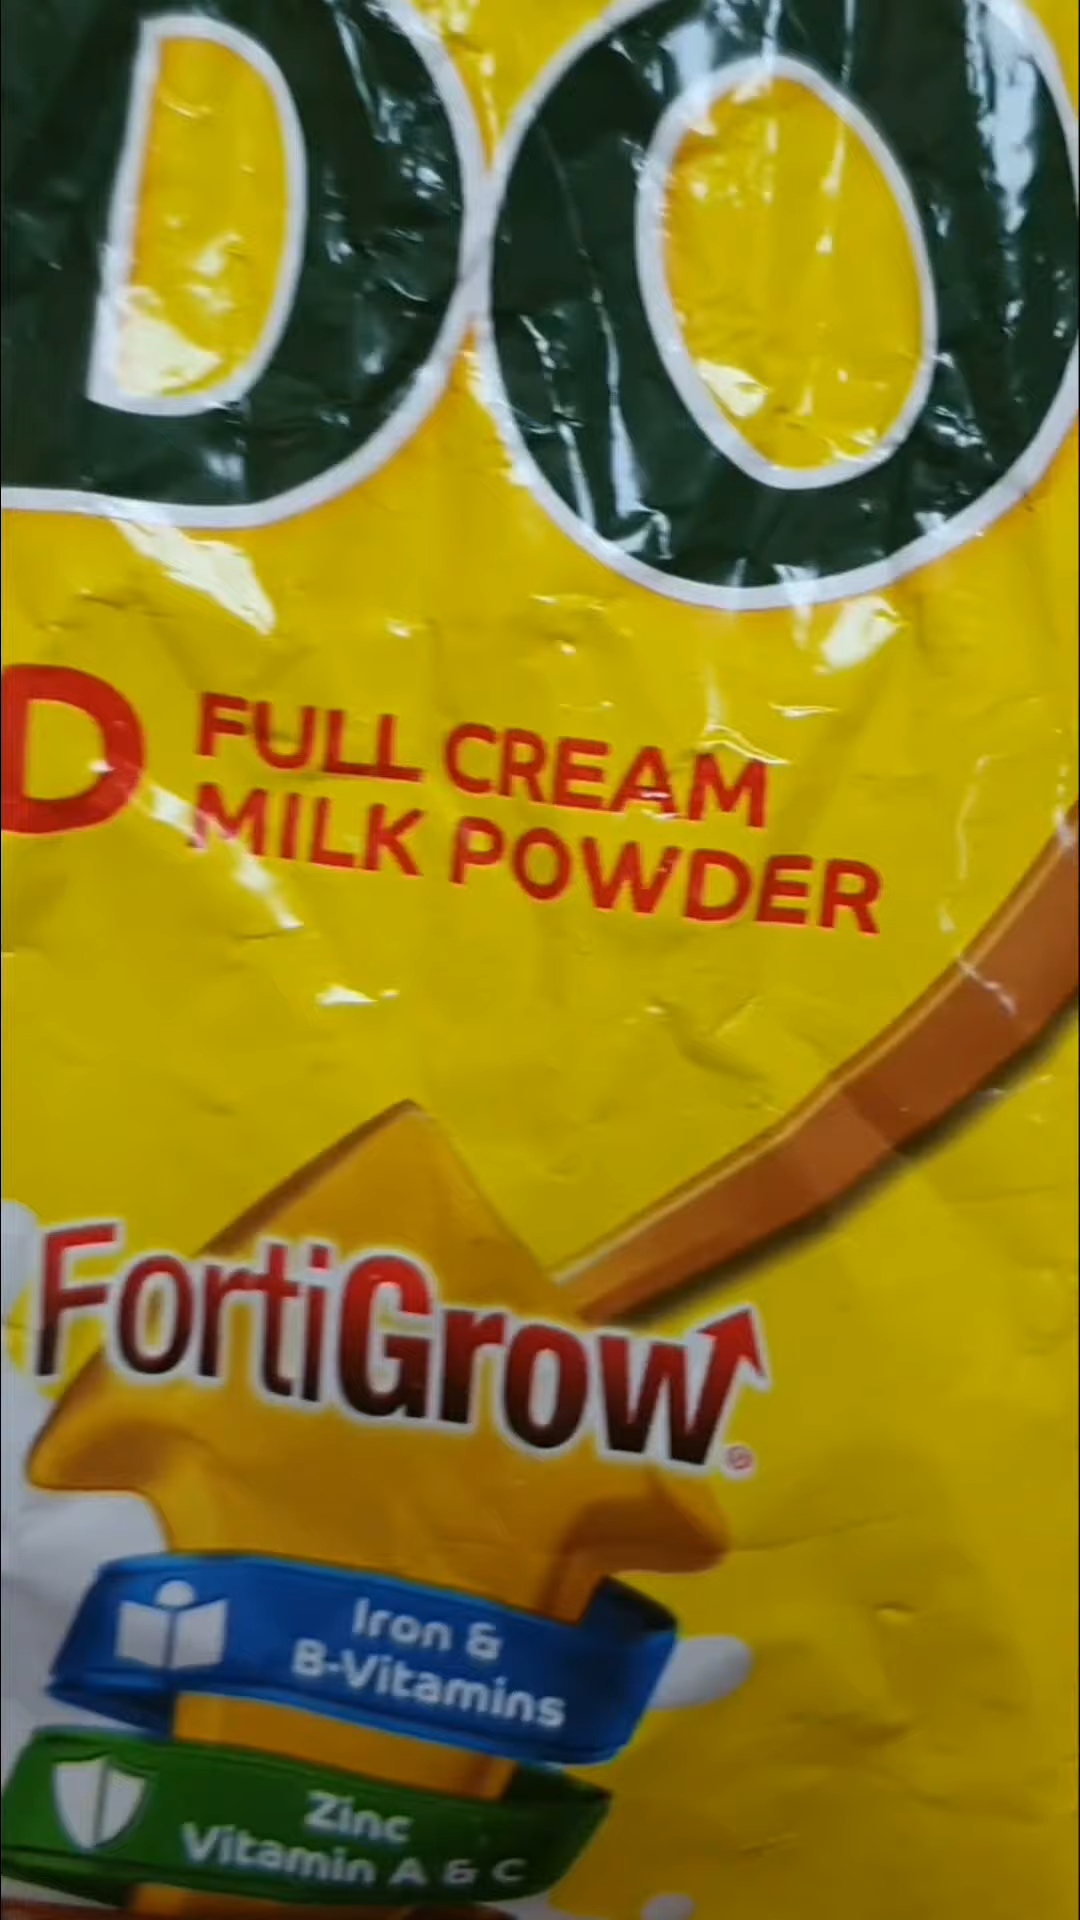 DO
D
FULL CREAM
MILK POWDER
FortiGrow
Iron &
B-Vitamins
Zinc
Vitamin A & C